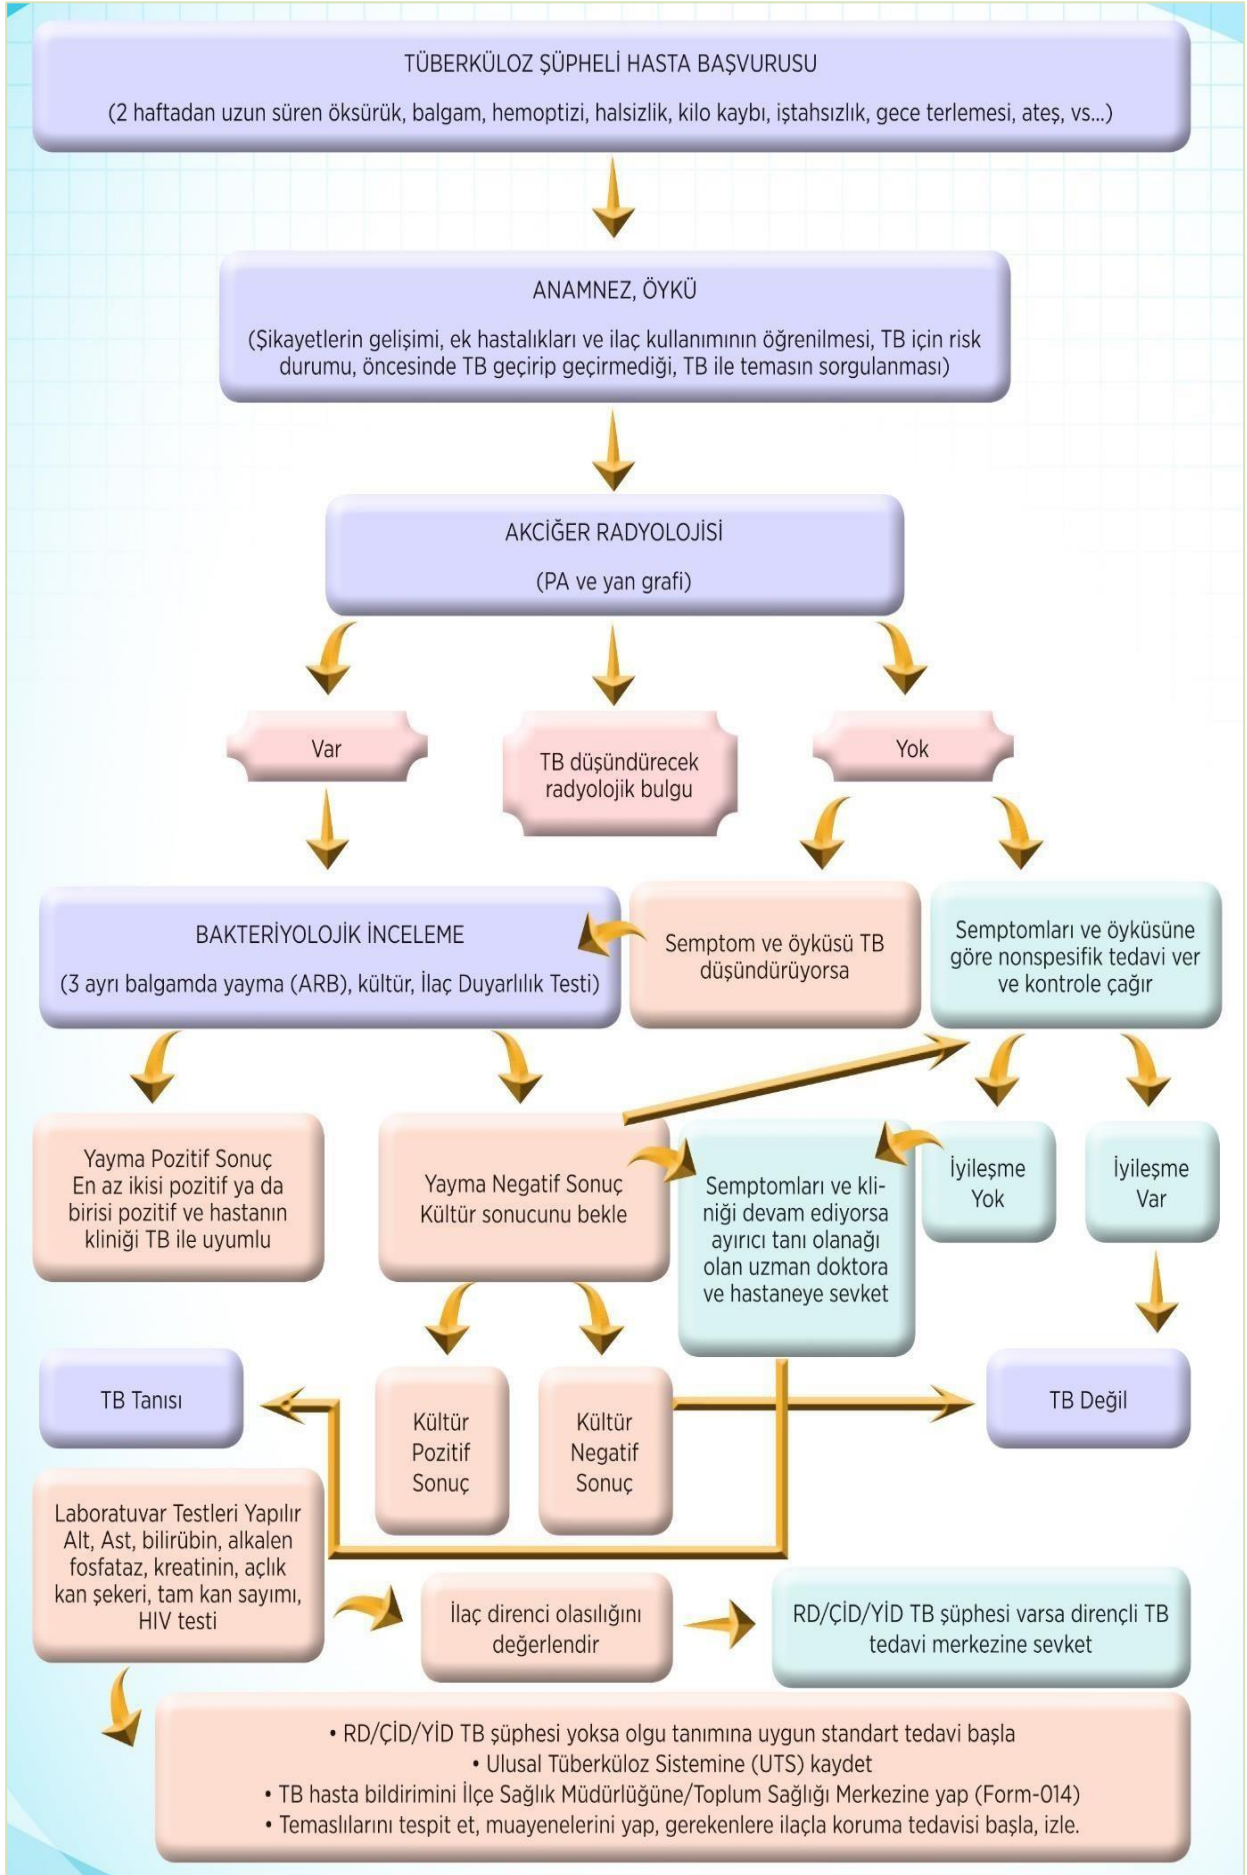 TÜBERKÜLOZ ŞÜPHELİ HASTA BAŞVURUSU
(2 haftadan uzun süren öksürük, balgam, hemoptizi, halsizlik, kilo kaybı, iştahsızlık, gece terlemesi, ateş, vs...)
ANAMNEZ, ÖYKÜ
(Şikayetlerin gelişimi, ek hastalıkları ve ilaç kullanımının öğrenilmesi, TB için risk
durumu, öncesinde TB geçirip geçirmediği, TB ile temasın sorgulanması)
AKCİĞER RADYOLOJİSİ
(PA ve yan grafi)
Var
TB düşündürecek
radyolojik bulgu
Yok
BAKTERİYOLOJİK İNCELEME
(3 ayrı balgamda yayma (ARB), kültür, İlaç Duyarlılık Testi)
Semptom ve öyküsü TB
düşündürüyorsa
Semptomları ve öyküsüne
göre nonspesifik tedavi ver
ve kontrole çağır
Yayma Pozitif Sonuç
En az ikisi pozitif ya da
birisi pozitif ve hastanın
kliniği TB ile uyumlu
Yayma Negatif Sonuç
Kültür sonucunu bekle
Semptomları ve kli-
niği devam ediyorsa
ayırıcı tanı olanağı
olan uzman doktora
ve hastaneye sevket
İyileşme
Yok
İyileşme
Var
TB Tanısı
Kültür
Pozitif
Sonuç
Kültür
Negatif
Sonuç
TB Değil
Laboratuvar Testleri Yapılır
Alt, Ast, bilirübin, alkalen
fosfataz, kreatinin, açlık
kan şekeri, tam kan sayımı,
HIV testi
İlaç direnci olasılığını
değerlendir
RD/ÇİD/YİD TB şüphesi varsa dirençli TB
tedavi merkezine sevket
• RD/ÇİD/YİD TB şüphesi yoksa olgu tanımına uygun standart tedavi başla
• Ulusal Tüberküloz Sistemine (UTS) kaydet
• TB hasta bildirimini İlçe Sağlık Müdürlüğüne/Toplum Sağlığı Merkezine yap (Form-014)
• Temaslılarını tespit et, muayenelerini yap, gerekenlere ilaçla koruma tedavisi başla, izle.